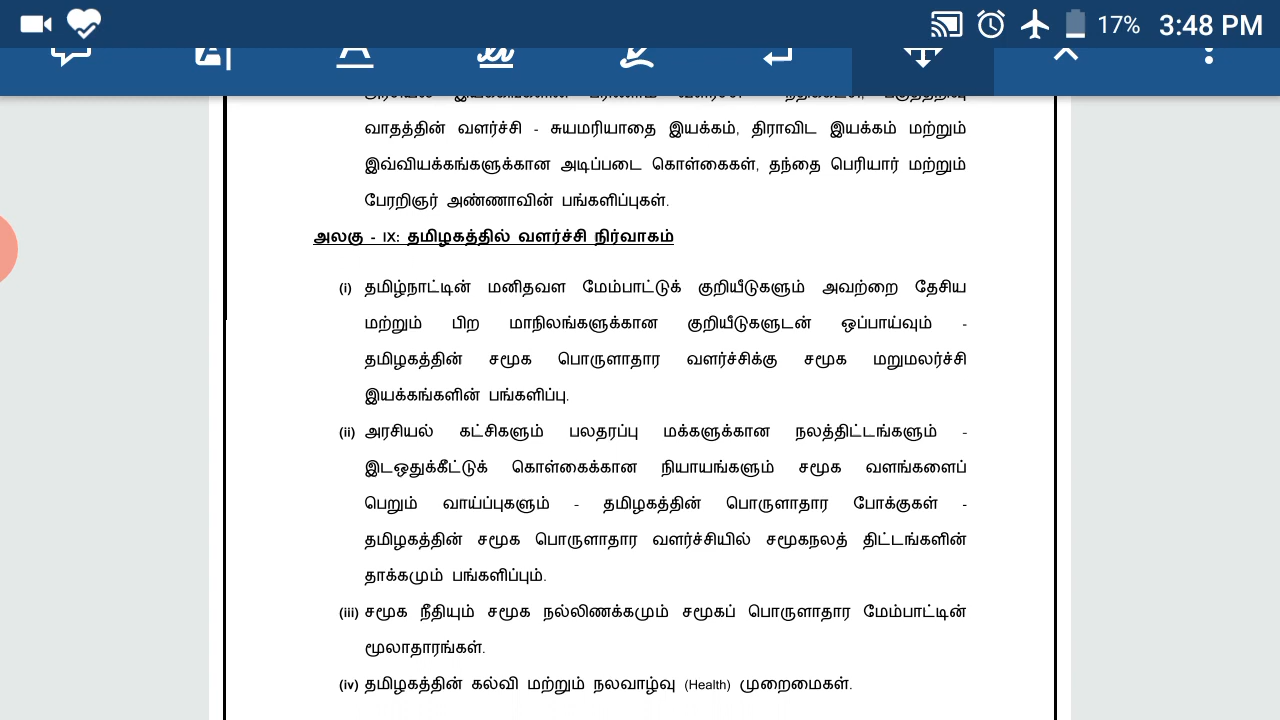 17% 3:48 PM
வாதத்தின் வளர்ச்சி - சுயமரியாதை இயக்கம், திராவிட இயக்கம் மற்றும்
இவ்வியக்கங்களுக்கான அடிப்படை கொள்கைகள், தந்தை பெரியார் மற்றும்
பேரறிஞர் அண்ணாவின் பங்களிப்புகள்.
அலகு - IX: தமிழகத்தில் வளர்ச்சி நிர்வாகம்
(i) தமிழ்நாட்டின் மனிதவள மேம்பாட்டுக் குறியீடுகளும் அவற்றை தேசிய
மற்றும் பிற மாநிலங்களுக்கான குறியீடுகளுடன் ஒப்பாய்வும் -
தமிழகத்தின் சமூக பொருளாதார வளர்ச்சிக்கு சமூக மறுமலர்ச்சி
இயக்கங்களின் பங்களிப்பு.
(ii) அரசியல் கட்சிகளும் பலதரப்பு மக்களுக்கான நலத்திட்டங்களும் -
இடஒதுக்கீட்டுக் கொள்கைக்கான நியாயங்களும் சமூக வளங்களைப்
பெறும் வாய்ப்புகளும் - தமிழகத்தின் பொருளாதார போக்குகள் -
தமிழகத்தின் சமூக பொருளாதார வளர்ச்சியில் சமூகநலத் திட்டங்களின்
தாக்கமும் பங்களிப்பும்.
(iii) சமூக நீதியும் சமூக நல்லிணக்கமும் சமூகப் பொருளாதார மேம்பாட்டின்
மூலாதாரங்கள்.
(iv) தமிழகத்தின் கல்வி மற்றும் நலவாழ்வு (Health) முறைமைகள்.